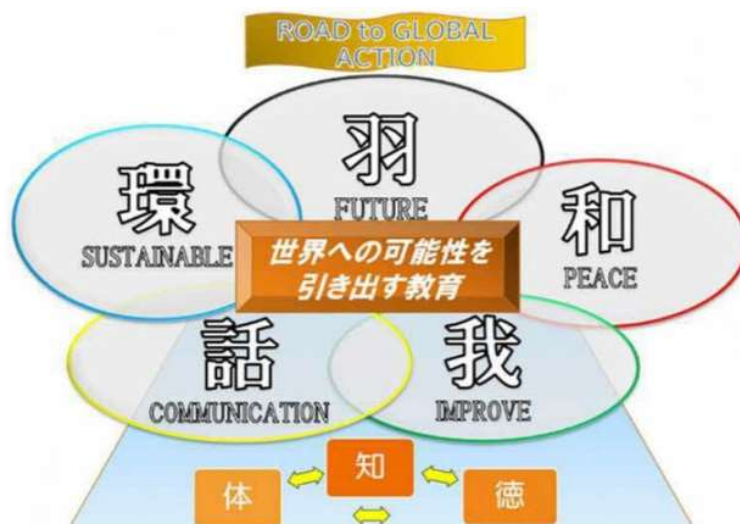 ROAD to GLOBAL
ACTION
羽
FUTURE
環
SUSTAINABLE
和
PEACE
世界への可能性を
引き出す教育
話
COMMUNICATION
我
IMPROVE
知
体
徳